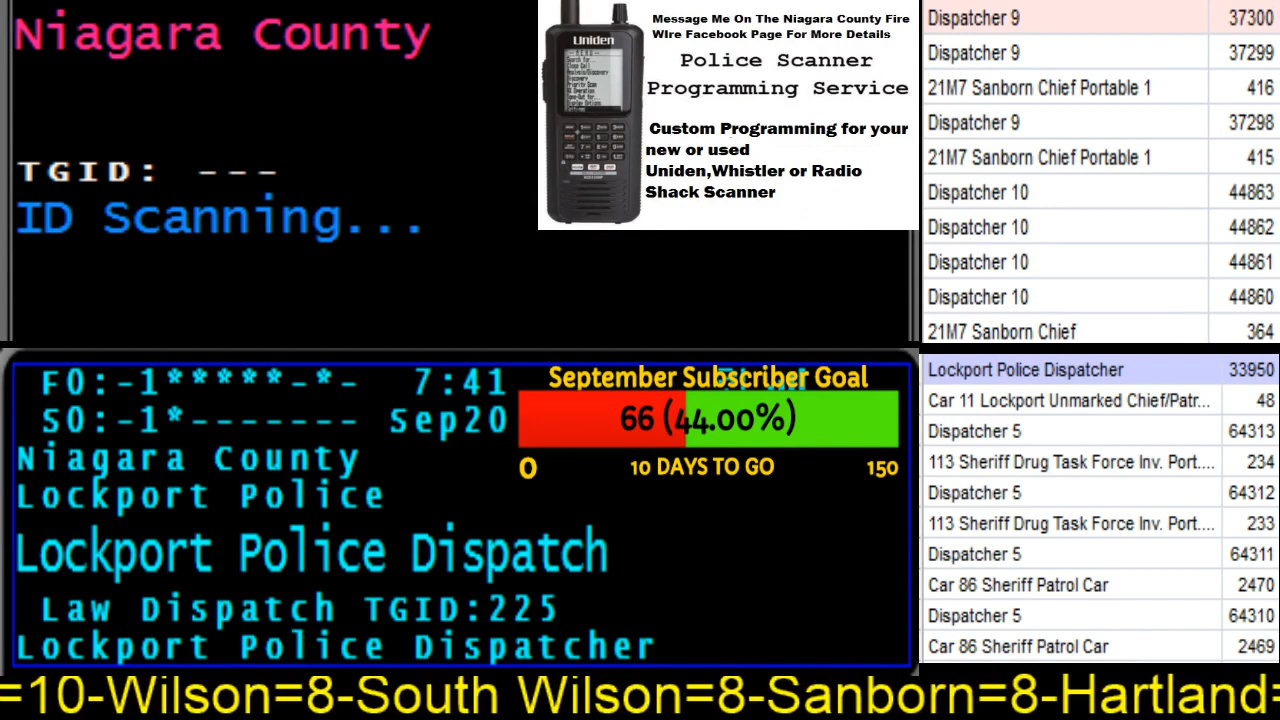 Niagara County
TGID: ---
ID Scanning...
Uniden
Message Me On The Niagara County Fire
WIre Facebook Page For More Details
Police Scanner
Programming Service
Custom Programming for your
new or used
Uniden,Whistler or Radio
Shack Scanner
Dispatcher 9 37300
Dispatcher 9 37299
21M7 Sanborn Chief Portable 1 416
Dispatcher 9 37298
21M7 Sanborn Chief Portable 1 415
Dispatcher 10 44863
Dispatcher 10 44862
Dispatcher 10 44861
Dispatcher 10 44860
21M7 Sanborn Chief 364
F0:-1*****-*- 7:41
S0:-1*------- Sep20
Niagara County
Lockport Police
Lockport Police Dispatch
Law Dispatch TGID:225
Lockport Police Dispatcher
September Subscriber Goal
66 (44.00%)
0 10 DAYS TO GO 150
Lockport Police Dispatcher 33950
Car 11 Lockport Unmarked Chief/Patr... 48
Dispatcher 5 64313
113 Sheriff Drug Task Force Inv. Port.... 234
Dispatcher 5 64312
113 Sheriff Drug Task Force Inv. Port.... 233
Dispatcher 5 64311
Car 86 Sheriff Patrol Car 2470
Dispatcher 5 64310
Car 86 Sheriff Patrol Car 2469
=10-Wilson=8-South Wilson=8-Sanborn=8-Hartland=